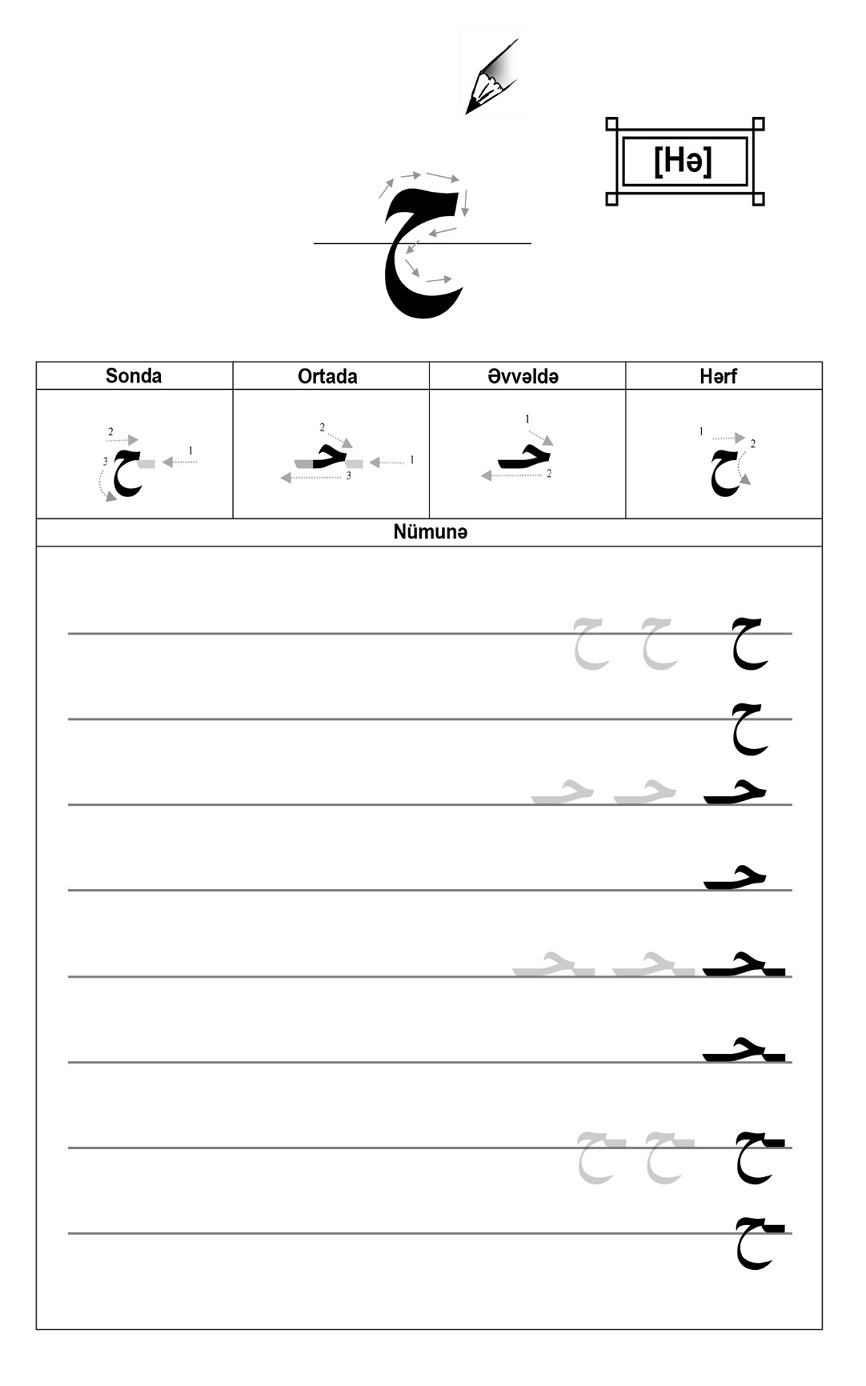 [Hə]
ح
Sonda Ortada Əvvəldə Hərf
2 1 3 ـح
2 1 3 ـحـ
1 2 حـ
1 2 ح
Nümunə
ح ح ح
ح
حـ حـ حـ
حـ
ـحـ ـحـ ـحـ
ـحـ
ـح ـح ـح
ـح